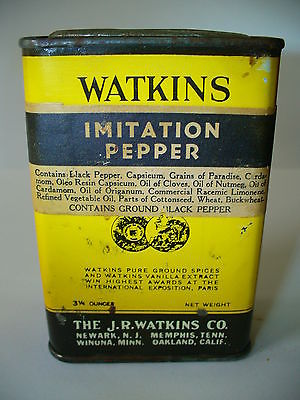 WATKINS
IMITATION
PEPPER
Contains Black Pepper, Capsicum, Grains of Paradise, Carda-
mom, Oleo Resin Capsicum, Oil of Cloves, Oil of Nutmeg, Oil of
Cardamom, Oil of Origanum, Commercial Racemic Limonene,
Refined Vegetable Oil, Parts of Cottonseed, Wheat, Buckwheat.
CONTAINS GROUND BLACK PEPPER
WATKINS PURE GROUND SPICES
AND WATKINS VANILLA EXTRACT
WIN HIGHEST AWARDS AT THE
INTERNATIONAL EXPOSITION, PARIS
3¼ OUNCES NET WEIGHT
THE J.R. WATKINS CO.
NEWARK, N.J. MEMPHIS, TENN.
WINONA, MINN. OAKLAND, CALIF.